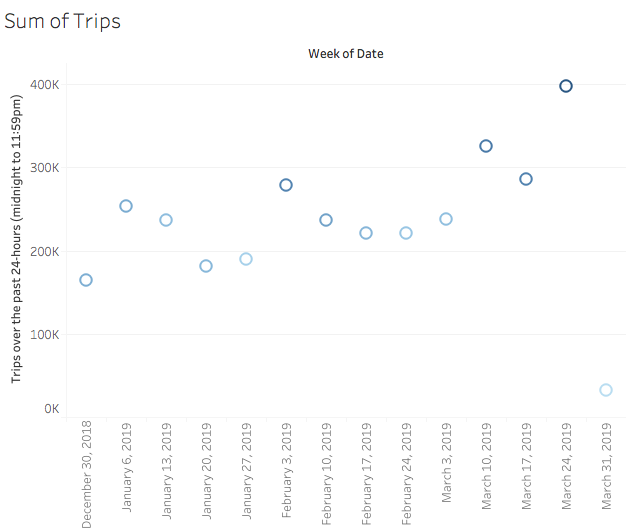 Sum of Trips
Week of Date
Trips over the past 24-hours (midnight to 11:59pm)
400K
300K
200K
100K
0K
December 30, 2018
January 6, 2019
January 13, 2019
January 20, 2019
January 27, 2019
February 3, 2019
February 10, 2019
February 17, 2019
February 24, 2019
March 3, 2019
March 10, 2019
March 17, 2019
March 24, 2019
March 31, 2019